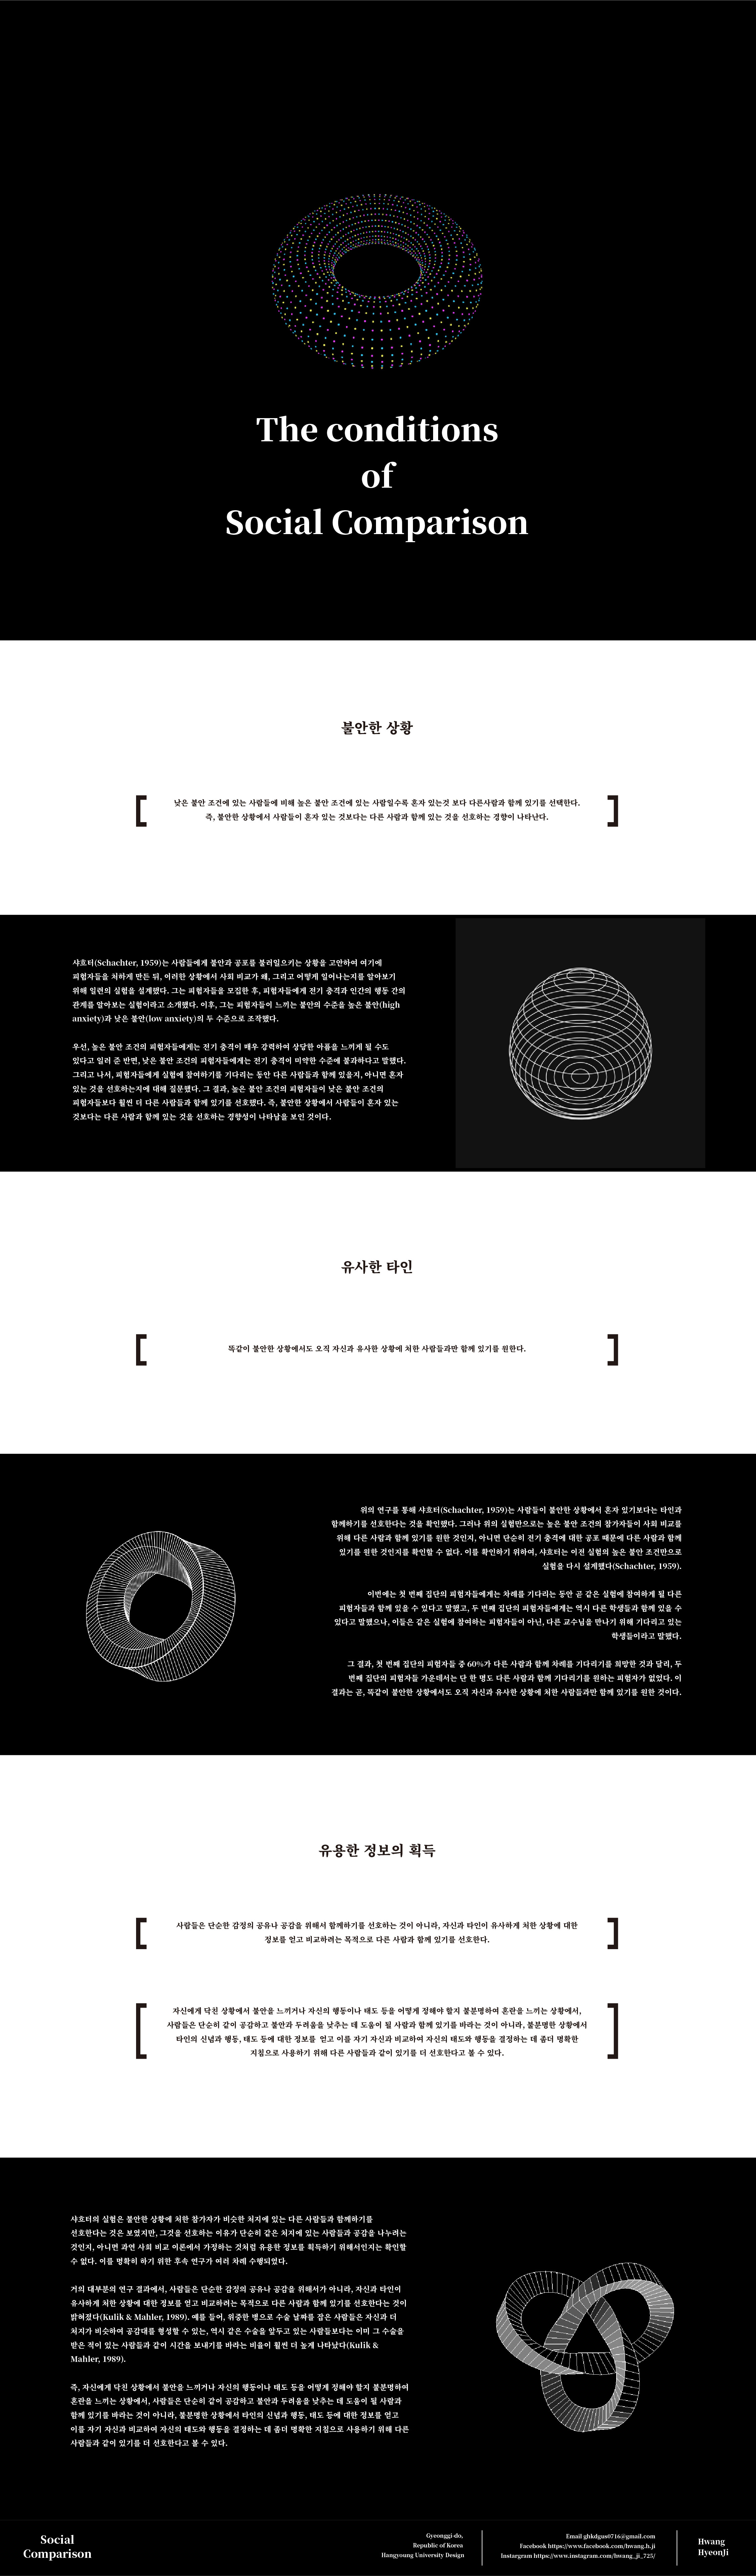 The conditions
of
Social Comparison
불안한 상황
낮은 불안 조건에 있는 사람들에 비해 높은 불안 조건에 있는 사람일수록 혼자 있는것 보다 다른사람과 함께 있기를 선택한다.
즉, 불안한 상황에서 사람들이 혼자 있는 것보다는 다른 사람과 함께 있는 것을 선호하는 경향이 나타난다.
샤흐터(Schachter, 1959)는 사람들에게 불안과 공포를 불러일으키는 상황을 고안하여 여기에
피험자들을 처하게 만든 뒤, 이러한 상황에서 사회 비교가 왜, 그리고 어떻게 일어나는지를 알아보기
위해 일련의 실험을 설계했다. 그는 피험자들을 모집한 후, 피험자들에게 전기 충격과 인간의 행동 간의
관계를 알아보는 실험이라고 소개했다. 이후, 그는 피험자들이 느끼는 불안의 수준을 높은 불안(high
anxiety)과 낮은 불안(low anxiety)의 두 수준으로 조작했다.
우선, 높은 불안 조건의 피험자들에게는 전기 충격이 매우 강력하여 상당한 아픔을 느끼게 될 수도
있다고 일러 준 반면, 낮은 불안 조건의 피험자들에게는 전기 충격이 미약한 수준에 불과하다고 말했다.
그리고 나서, 피험자들에게 실험에 참여하기를 기다리는 동안 다른 사람들과 함께 있을지, 아니면 혼자
있는 것을 선호하는지에 대해 질문했다. 그 결과, 높은 불안 조건의 피험자들이 낮은 불안 조건의
피험자들보다 훨씬 더 다른 사람들과 함께 있기를 선호했다. 즉, 불안한 상황에서 사람들이 혼자 있는
것보다는 다른 사람과 함께 있는 것을 선호하는 경향성이 나타남을 보인 것이다.
유사한 타인
똑같이 불안한 상황에서도 오직 자신과 유사한 상황에 처한 사람들과만 함께 있기를 원한다.
위의 연구를 통해 샤흐터(Schachter, 1959)는 사람들이 불안한 상황에서 혼자 있기보다는 타인과
함께하기를 선호한다는 것을 확인했다. 그러나 위의 실험만으로는 높은 불안 조건의 참가자들이 사회 비교를
위해 다른 사람과 함께 있기를 원한 것인지, 아니면 단순히 전기 충격에 대한 공포 때문에 다른 사람과 함께
있기를 원한 것인지를 확인할 수 없다. 이를 확인하기 위하여, 샤흐터는 이전 실험의 높은 불안 조건만으로
실험을 다시 설계했다(Schachter, 1959).
이번에는 첫 번째 집단의 피험자들에게는 차례를 기다리는 동안 곧 같은 실험에 참여하게 될 다른
피험자들과 함께 있을 수 있다고 말했고, 두 번째 집단의 피험자들에게는 역시 다른 학생들과 함께 있을 수
있다고 말했으나, 이들은 같은 실험에 참여하는 피험자들이 아닌, 다른 교수님을 만나기 위해 기다리고 있는
학생들이라고 말했다.
그 결과, 첫 번째 집단의 피험자들 중 60%가 다른 사람과 함께 차례를 기다리기를 희망한 것과 달리, 두
번째 집단의 피험자들 가운데서는 단 한 명도 다른 사람과 함께 기다리기를 원하는 피험자가 없었다. 이
결과는 곧, 똑같이 불안한 상황에서도 오직 자신과 유사한 상황에 처한 사람들과만 함께 있기를 원한 것이다.
유용한 정보의 획득
사람들은 단순한 감정의 공유나 공감을 위해서 함께하기를 선호하는 것이 아니라, 자신과 타인이 유사하게 처한 상황에 대한
정보를 얻고 비교하려는 목적으로 다른 사람과 함께 있기를 선호한다.
자신에게 닥친 상황에서 불안을 느끼거나 자신의 행동이나 태도 등을 어떻게 정해야 할지 불분명하여 혼란을 느끼는 상황에서,
사람들은 단순히 같이 공감하고 불안과 두려움을 낮추는 데 도움이 될 사람과 함께 있기를 바라는 것이 아니라, 불분명한 상황에서
타인의 신념과 행동, 태도 등에 대한 정보를 얻고 이를 자기 자신과 비교하여 자신의 태도와 행동을 결정하는 데 좀더 명확한
지침으로 사용하기 위해 다른 사람들과 같이 있기를 더 선호한다고 볼 수 있다.
샤흐터의 실험은 불안한 상황에 처한 참가자가 비슷한 처지에 있는 다른 사람들과 함께하기를
선호한다는 것은 보였지만, 그것을 선호하는 이유가 단순히 같은 처지에 있는 사람들과 공감을 나누려는
것인지, 아니면 과연 사회 비교 이론에서 가정하는 것처럼 유용한 정보를 획득하기 위해서인지는 확인할
수 없다. 이를 명확히 하기 위한 후속 연구가 여러 차례 수행되었다.
거의 대부분의 연구 결과에서, 사람들은 단순한 감정의 공유나 공감을 위해서가 아니라, 자신과 타인이
유사하게 처한 상황에 대한 정보를 얻고 비교하려는 목적으로 다른 사람과 함께 있기를 선호한다는 것이
밝혀졌다(Kulik & Mahler, 1989). 예를 들어, 위중한 병으로 수술 날짜를 잡은 사람들은 자신과 더
처지가 비슷하여 공감대를 형성할 수 있는, 역시 같은 수술을 앞두고 있는 사람들보다는 이미 그 수술을
받은 적이 있는 사람들과 같이 시간을 보내기를 바라는 비율이 훨씬 더 높게 나타났다(Kulik &
Mahler, 1989).
즉, 자신에게 닥친 상황에서 불안을 느끼거나 자신의 행동이나 태도 등을 어떻게 정해야 할지 불분명하여
혼란을 느끼는 상황에서, 사람들은 단순히 같이 공감하고 불안과 두려움을 낮추는 데 도움이 될 사람과
함께 있기를 바라는 것이 아니라, 불분명한 상황에서 타인의 신념과 행동, 태도 등에 대한 정보를 얻고
이를 자기 자신과 비교하여 자신의 태도와 행동을 결정하는 데 좀더 명확한 지침으로 사용하기 위해 다른
사람들과 같이 있기를 더 선호한다고 볼 수 있다.
Social
Comparison
Gyeonggi-do,
Republic of Korea
Hangyoung University Design
Email ghkdgus0716@gmail.com
Facebook https://www.facebook.com/hwang.h.ji
Instargram https://www.instagram.com/hwang_ji_725/
Hwang
HyeonJi